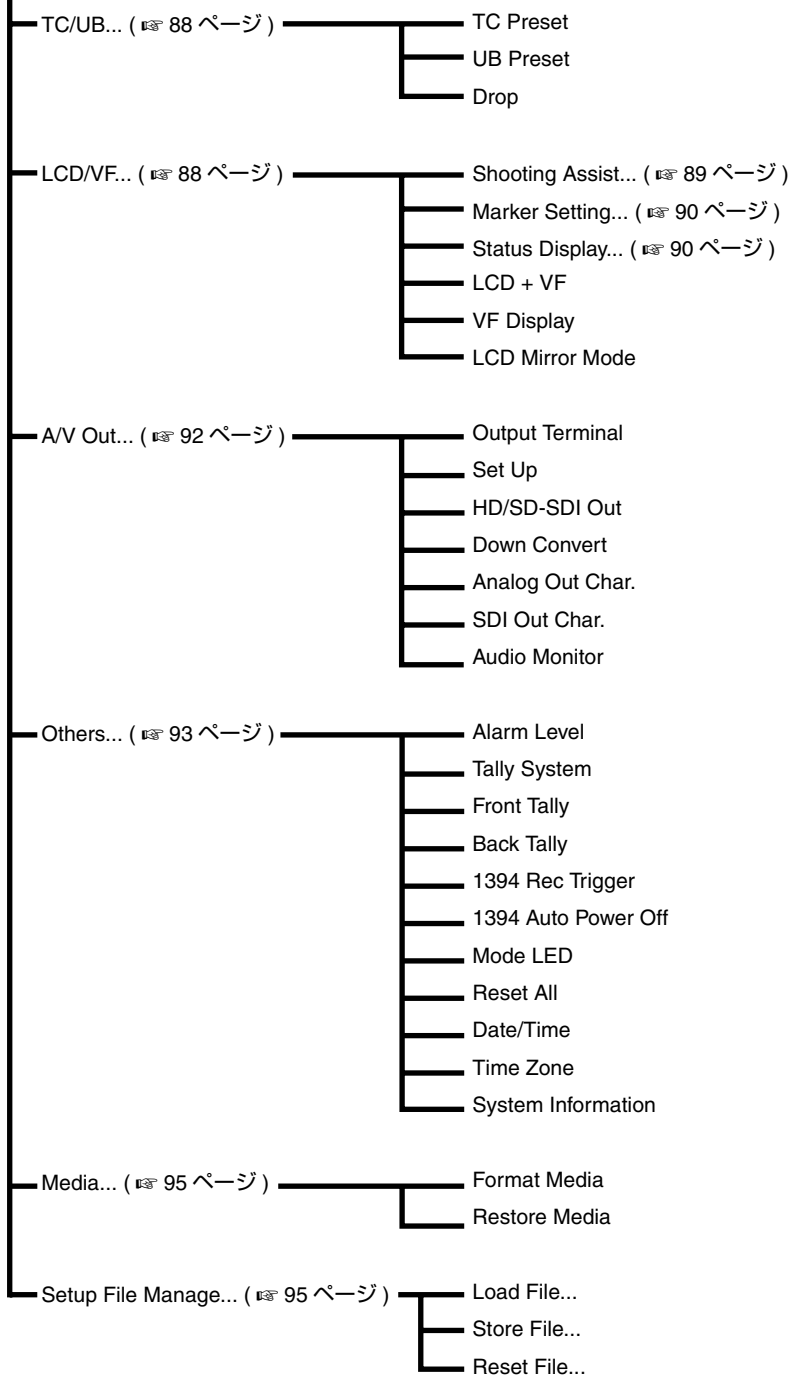 TC/UB... ( ☞ 88 ページ )
TC Preset
UB Preset
Drop
LCD/VF... ( ☞ 88 ページ )
Shooting Assist... ( ☞ 89 ページ )
Marker Setting... ( ☞ 90 ページ )
Status Display... ( ☞ 90 ページ )
LCD + VF
VF Display
LCD Mirror Mode
A/V Out... ( ☞ 92 ページ )
Output Terminal
Set Up
HD/SD-SDI Out
Down Convert
Analog Out Char.
SDI Out Char.
Audio Monitor
Others... ( ☞ 93 ページ )
Alarm Level
Tally System
Front Tally
Back Tally
1394 Rec Trigger
1394 Auto Power Off
Mode LED
Reset All
Date/Time
Time Zone
System Information
Media... ( ☞ 95 ページ )
Format Media
Restore Media
Setup File Manage... ( ☞ 95 ページ )
Load File...
Store File...
Reset File...